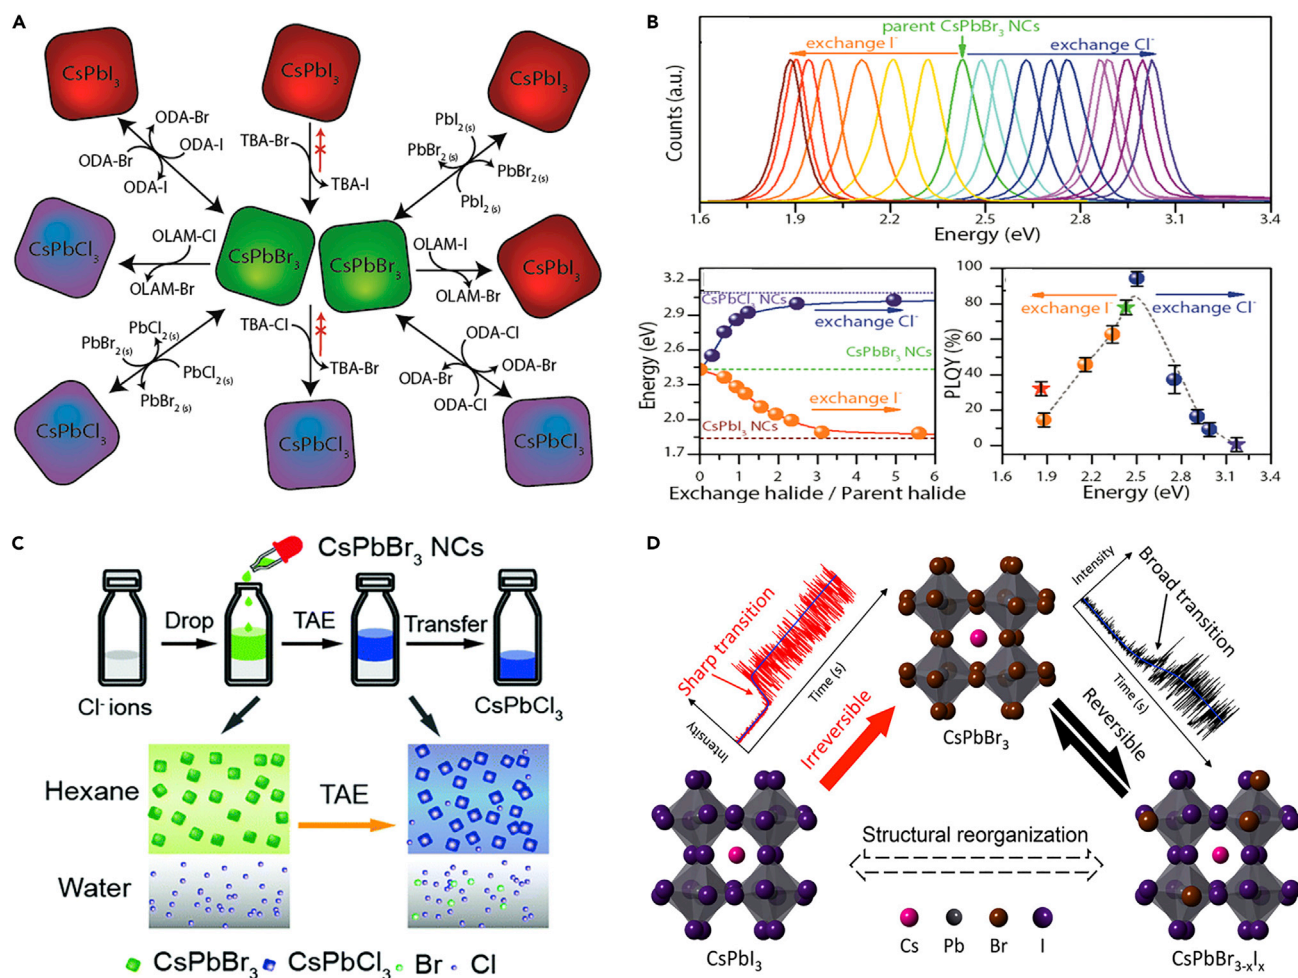 A
CsPbI3
CsPbI3
CsPbI3
ODA-Br
ODA-I
ODA-Br
ODA-I
TBA-Br
TBA-I
PbI2(s)
PbBr2(s)
PbBr2(s)
PbI2(s)
CsPbCl3
OLAM-Cl
OLAM-Br
CsPbBr3
CsPbBr3
OLAM-I
OLAM-Br
CsPbI3
PbCl2(s)
PbBr2(s)
PbCl2(s)
PbBr2(s)
TBA-Cl
TBA-Br
ODA-Cl
ODA-Br
ODA-Br
ODA-Cl
CsPbCl3
CsPbCl3
CsPbCl3
B
parent CsPbBr3 NCs
exchange I-
exchange Cl-
Counts (a.u.)
1.6 1.9 2.2 2.5 2.8 3.1 3.4
Energy (eV)
3.2
2.9
2.6
2.3
2.0
1.7
Energy (eV)
CsPbCl NCs
exchange Cl-
CsPbBr3 NCs
exchange I-
CsPbI3 NCs
0 1 2 3 4 5 6
Exchange halide / Parent halide
100
80
60
40
20
0
PLQY (%)
exchange I-
exchange Cl-
1.6 1.9 2.2 2.5 2.8 3.1 3.4
Energy (eV)
C
CsPbBr3 NCs
Drop
TAE
Transfer
Cl- ions
CsPbCl3
Hexane
TAE
Water
CsPbBr3 CsPbCl3 Br Cl
D
Sharp transition
Time (s)
Intensity
Irreversible
CsPbBr3
Intensity
Broad transition
Time (s)
Reversible
Structural reorganization
Cs Pb Br I
CsPbI3
CsPbBr3-xIx